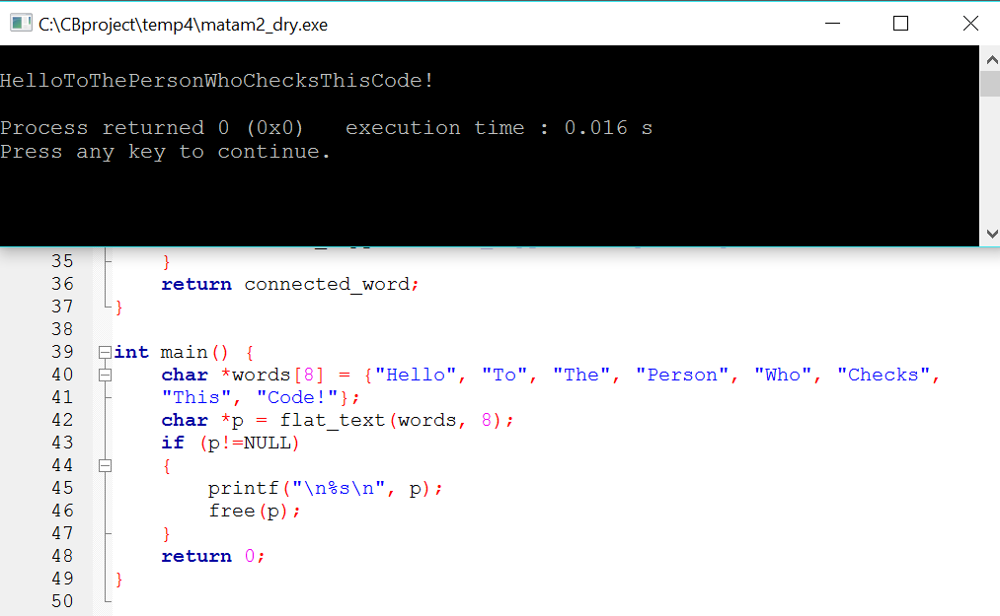 C:\CBproject\temp4\matam2_dry.exe
HelloToThePersonWhoChecksThisCode!
Process returned 0 (0x0)   execution time : 0.016 s
Press any key to continue.
35         }
36         return connected_word;
37     }
38
39     int main() {
40         char *words[8] = {"Hello", "To", "The", "Person", "Who", "Checks",
41         "This", "Code!"};
42         char *p = flat_text(words, 8);
43         if (p!=NULL)
44         {
45             printf("\n%s\n", p);
46             free(p);
47         }
48         return 0;
49     }
50